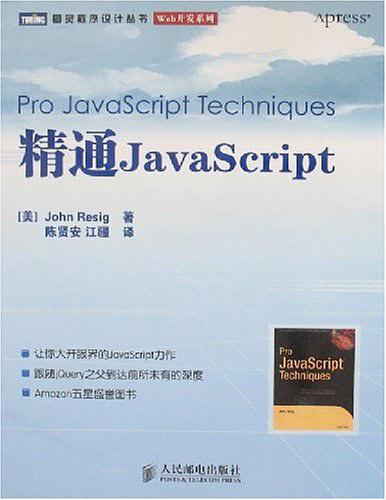 TURING 图灵程序设计丛书 Web开发系列 Apress®
Pro JavaScript Techniques
精通JavaScript
[美] John Resig 著
陈贤安 江疆 译
让你大开眼界的JavaScript力作
跟随jQuery之父到达前所未有的深度
Amazon五星盛誉图书
Pro
JavaScript
Techniques
John Resig
人民邮电出版社
POSTS & TELECOM PRESS